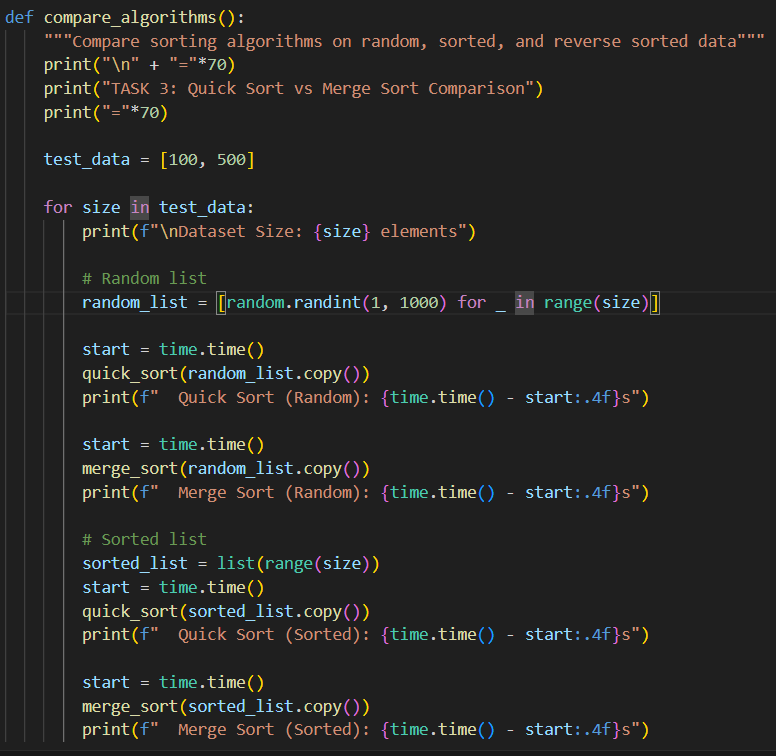 def compare_algorithms():
    """Compare sorting algorithms on random, sorted, and reverse sorted data"""
    print("\n" + "="*70)
    print("TASK 3: Quick Sort vs Merge Sort Comparison")
    print("="*70)

    test_data = [100, 500]

    for size in test_data:
        print(f"\nDataset Size: {size} elements")

        # Random list
        random_list = [random.randint(1, 1000) for _ in range(size)]

        start = time.time()
        quick_sort(random_list.copy())
        print(f"  Quick Sort (Random): {time.time() - start:.4f}s")

        start = time.time()
        merge_sort(random_list.copy())
        print(f"  Merge Sort (Random): {time.time() - start:.4f}s")

        # Sorted list
        sorted_list = list(range(size))
        start = time.time()
        quick_sort(sorted_list.copy())
        print(f"  Quick Sort (Sorted): {time.time() - start:.4f}s")

        start = time.time()
        merge_sort(sorted_list.copy())
        print(f"  Merge Sort (Sorted): {time.time() - start:.4f}s")